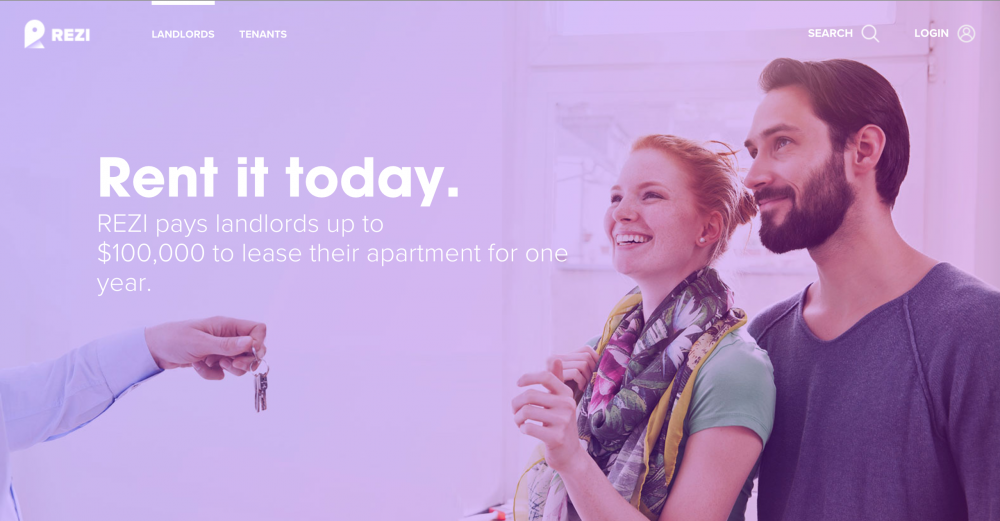 REZI
LANDLORDS
TENANTS
SEARCH
LOGIN
Rent it today.
REZI pays landlords up to
$100,000 to lease their apartment for one
year.